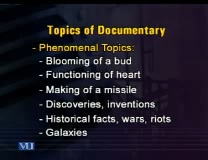 Topics of Documentary
- Phenomenal Topics:
- Blooming of a bud
- Functioning of heart
- Making of a missile
- Discoveries, inventions
- Historical facts, wars, riots
- Galaxies
VU